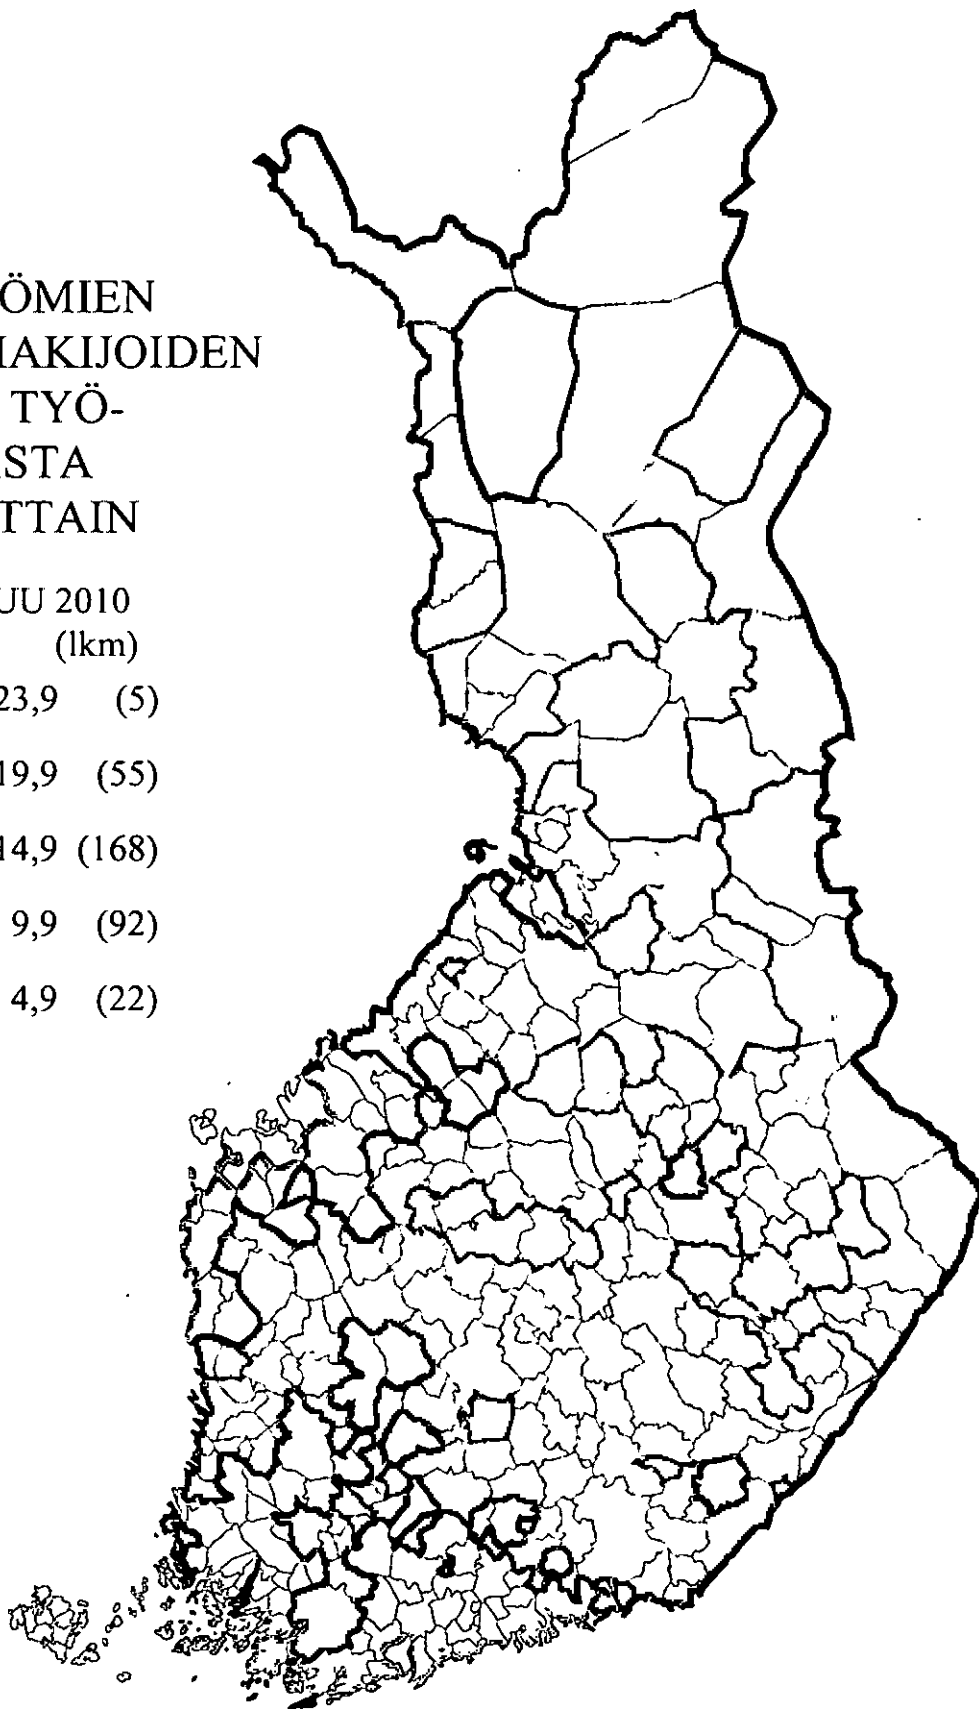 ÖMIEN
IAKIJOIDEN
TYÖ-
STA
TTAIN
UU 2010
(lkm)
23,9 (5)
19,9 (55)
14,9 (168)
9,9 (92)
4,9 (22)